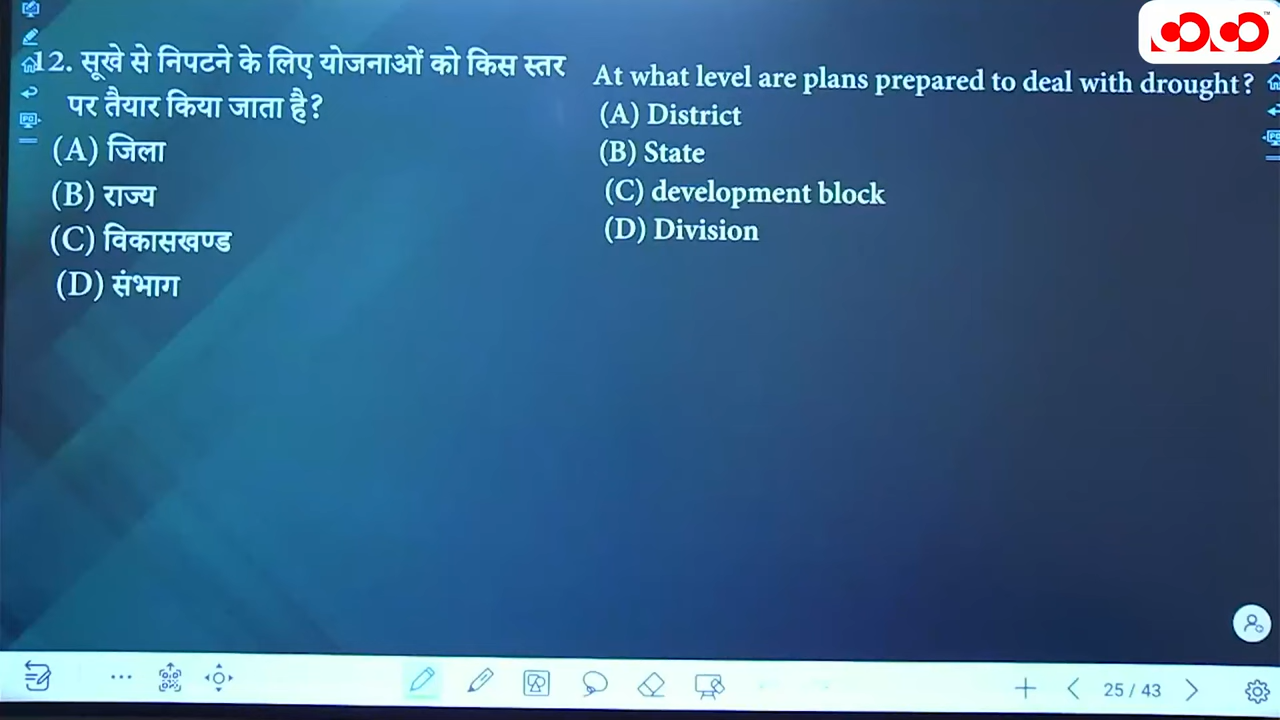 12. सूखे से निपटने के लिए योजनाओं को किस स्तर
पर तैयार किया जाता है?
(A) जिला
(B) राज्य
(C) विकासखण्ड
(D) संभाग
At what level are plans prepared to deal with drought?
(A) District
(B) State
(C) development block
(D) Division
25 / 43